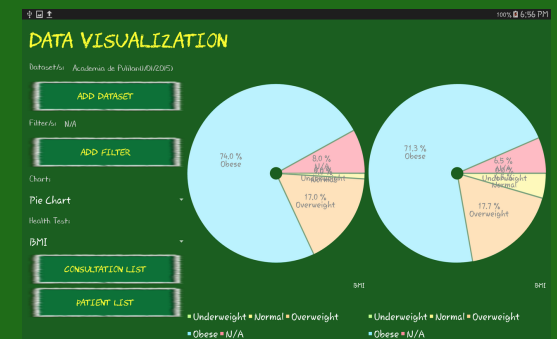 100% 6:56 PM
DATA VISUALIZATION
Dataset/s: Academia de Pulilan(1/01/2015)
ADD DATASET
Filter/s: N/A
ADD FILTER
Chart:
Pie Chart
Health Test:
BMI
CONSULTATION LIST
PATIENT LIST
74.0 %
Obese
8.0 %
N/A
Underweight
Normal
17.0 %
Overweight
BMI
Underweight Normal Overweight
Obese N/A
71.3 %
Obese
6.5 %
N/A
Underweight
Normal
17.7 %
Overweight
BMI
Underweight Normal Overweight
Obese N/A